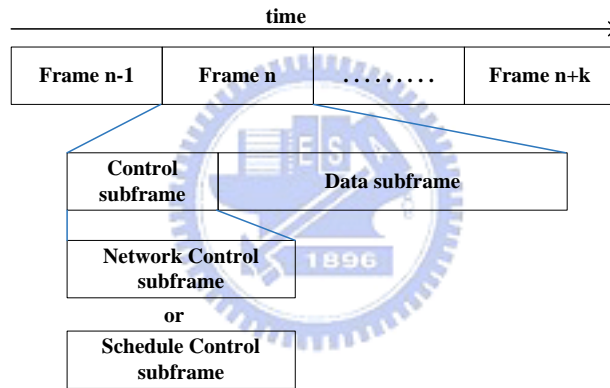 time
Frame n-1
Frame n
.........
Frame n+k
Control
subframe
Data subframe
E S A
1896
Network Control
subframe
or
Schedule Control
subframe